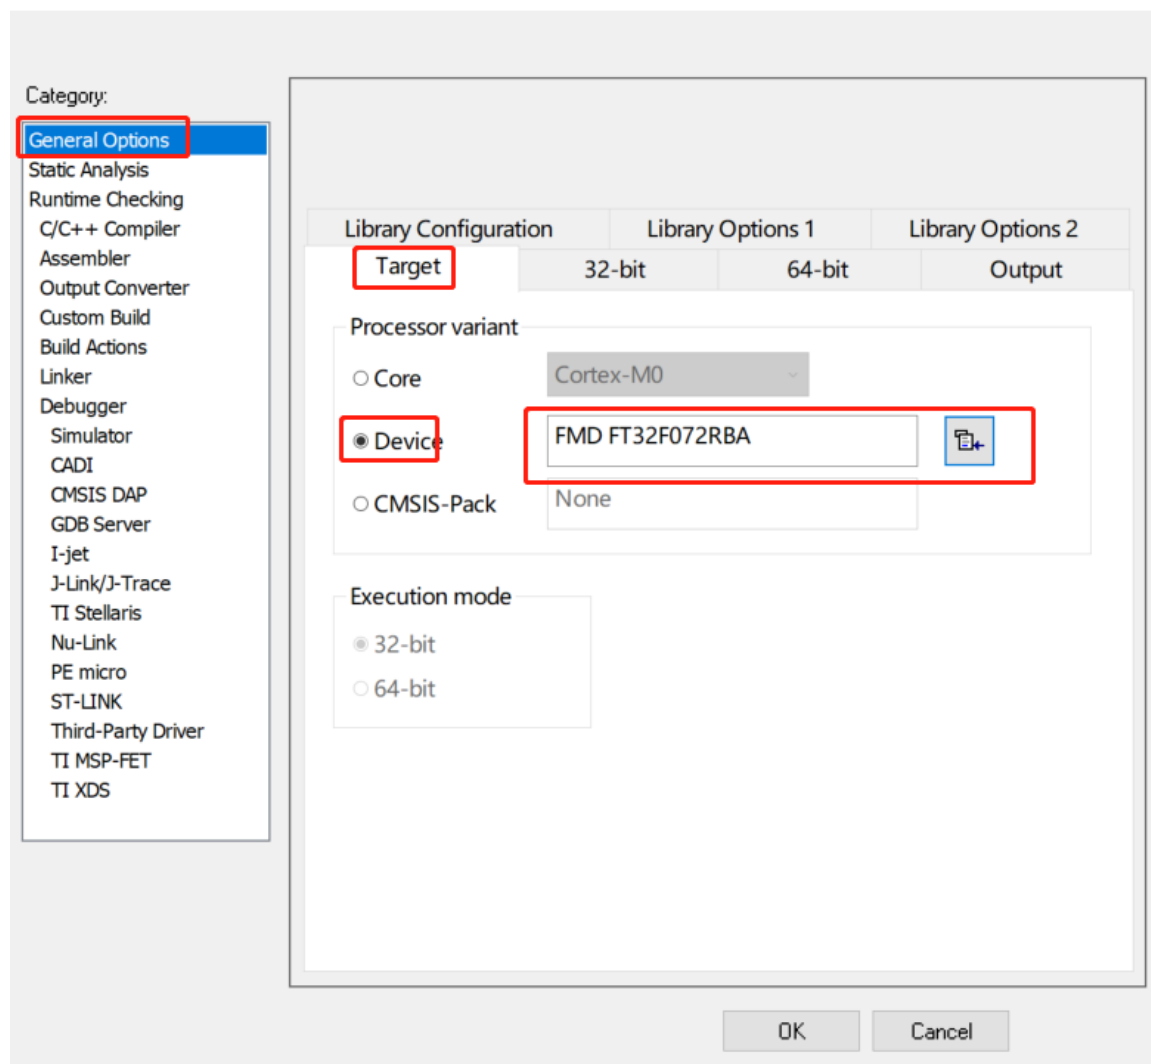 Category:
General Options
Static Analysis
Runtime Checking
C/C++ Compiler
Assembler
Output Converter
Custom Build
Build Actions
Linker
Debugger
Simulator
CADI
CMSIS DAP
GDB Server
I-jet
J-Link/J-Trace
TI Stellaris
Nu-Link
PE micro
ST-LINK
Third-Party Driver
TI MSP-FET
TI XDS
Library Configuration Library Options 1 Library Options 2
Target 32-bit 64-bit Output
Processor variant
Core Cortex-M0
Device FMD FT32F072RBA
CMSIS-Pack None
Execution mode
32-bit
64-bit
OK Cancel